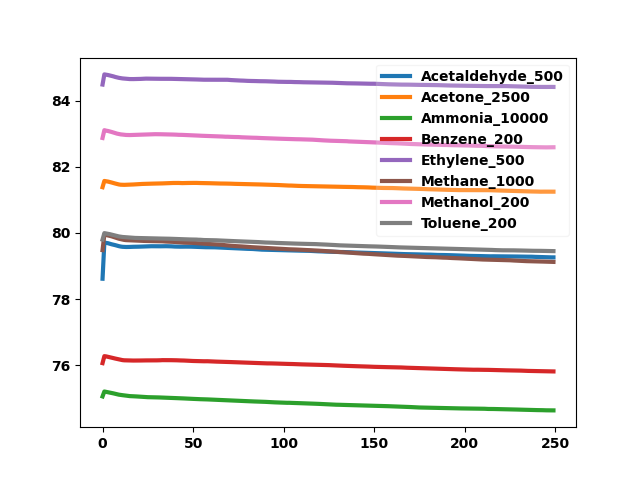 84
82
80
78
76
0 50 100 150 200 250
Acetaldehyde_500
Acetone_2500
Ammonia_10000
Benzene_200
Ethylene_500
Methane_1000
Methanol_200
Toluene_200